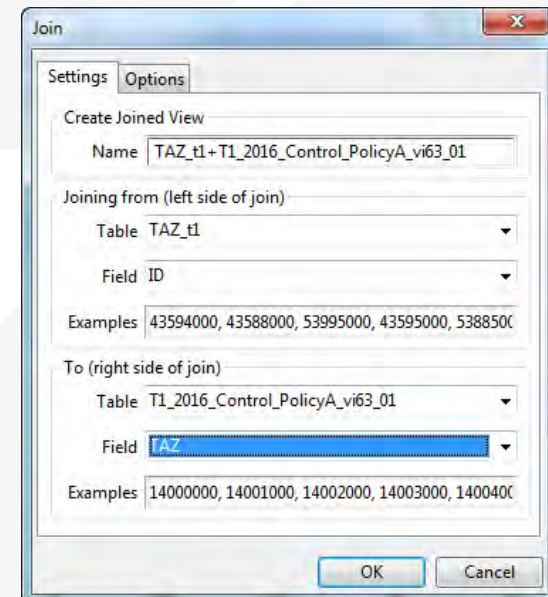 Join
Settings Options
Create Joined View
Name TAZ_t1+T1_2016_Control_PolicyA_vi63_01
Joining from (left side of join)
Table TAZ_t1
Field ID
Examples 43594000, 43588000, 53995000, 43595000, 5388500
To (right side of join)
Table T1_2016_Control_PolicyA_vi63_01
Field TAZ
Examples 14000000, 14001000, 14002000, 14003000, 1400400
OK Cancel